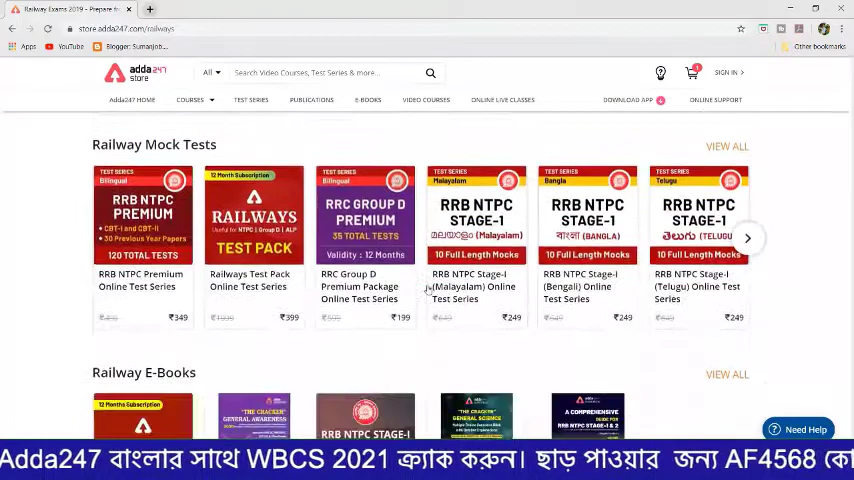 Railway Exams 2019 - Prepare fr
store.adda247.com/railways
Apps YouTube Blogger: Sumanjob.... Other bookmarks
adda247 store
All Search Video Courses, Test Series & more... 1 SIGN IN
Adda247 HOME COURSES TEST SERIES PUBLICATIONS E-BOOKS VIDEO COURSES ONLINE LIVE CLASSES DOWNLOAD APP ONLINE SUPPORT
Railway Mock Tests VIEW ALL
TEST SERIES
Bilingual
RRB NTPC
PREMIUM
• CBT-I and CBT-II
• 30 Previous Year Papers
120 TOTAL TESTS
RRB NTPC Premium
Online Test Series
₹349
12 Month Subscription
RAILWAYS
Useful for NTPC | Group D | ALP
TEST PACK
Railways Test Pack
Online Test Series
₹399
TEST SERIES
Bilingual
RRC GROUP D
PREMIUM
35 TOTAL TESTS
Validity : 12 Months
RRC Group D
Premium Package
Online Test Series
₹599 ₹199
TEST SERIES
Malayalam
RRB NTPC
STAGE-1
മലയാളം (Malayalam)
10 Full Length Mocks
RRB NTPC Stage-I
(Malayalam) Online
Test Series
₹249
TEST SERIES
Bangla
RRB NTPC
STAGE-1
বাংলা (BANGLA)
10 Full Length Mocks
RRB NTPC Stage-I
(Bengali) Online
Test Series
₹249
TEST SERIES
Telugu
RRB NTPC
STAGE-1
తెలుగు (TELUGU)
10 Full Length Mocks
RRB NTPC Stage-I
(Telugu) Online Test
Series
₹249
Railway E-Books VIEW ALL
12 Months Subscription
"THE CRACKER"
GENERAL AWARENESS
RRB NTPC STAGE-I
"THE CRACKER"
GENERAL SCIENCE
A COMPREHENSIVE
GUIDE FOR
RRB NTPC STAGE-1 & 2
Need Help
Adda247 বাংলার সাথে WBCS 2021 ক্র্যাক করুন। ছাড় পাওয়ার জন্য AF4568 কো